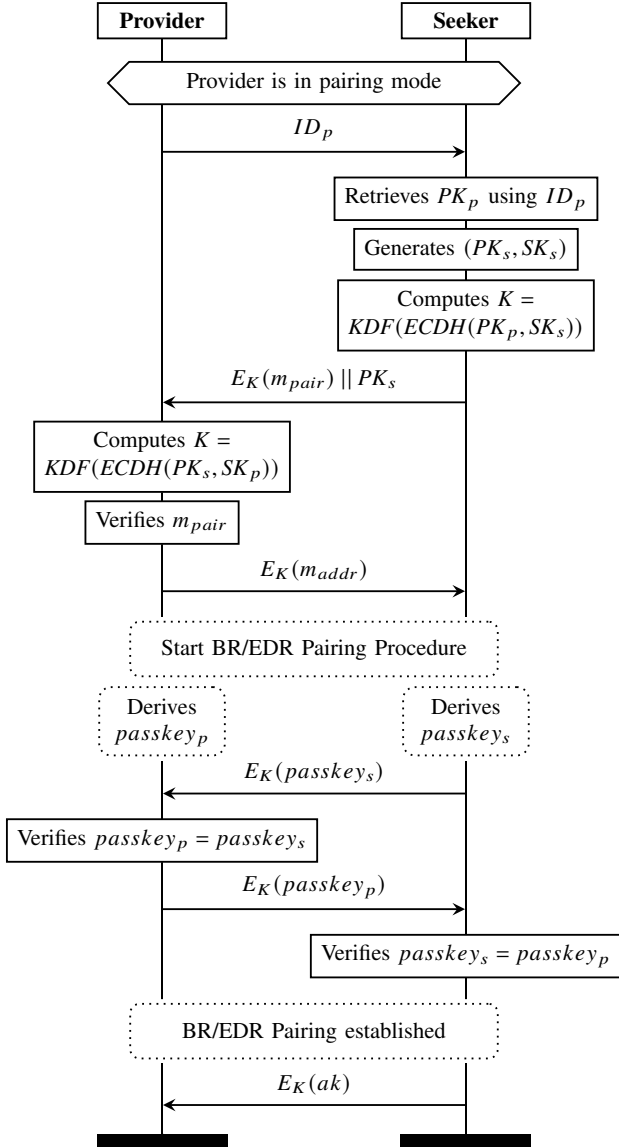 Provider Seeker
Provider is in pairing mode
ID_p
Retrieves PK_p using ID_p
Generates (PK_s, SK_s)
Computes K =
KDF(ECDH(PK_p, SK_s))
E_K(m_pair) || PK_s
Computes K =
KDF(ECDH(PK_s, SK_p))
Verifies m_pair
E_K(m_addr)
Start BR/EDR Pairing Procedure
Derives
passkey_p
Derives
passkey_s
E_K(passkey_s)
Verifies passkey_p = passkey_s
E_K(passkey_p)
Verifies passkey_s = passkey_p
BR/EDR Pairing established
E_K(ak)